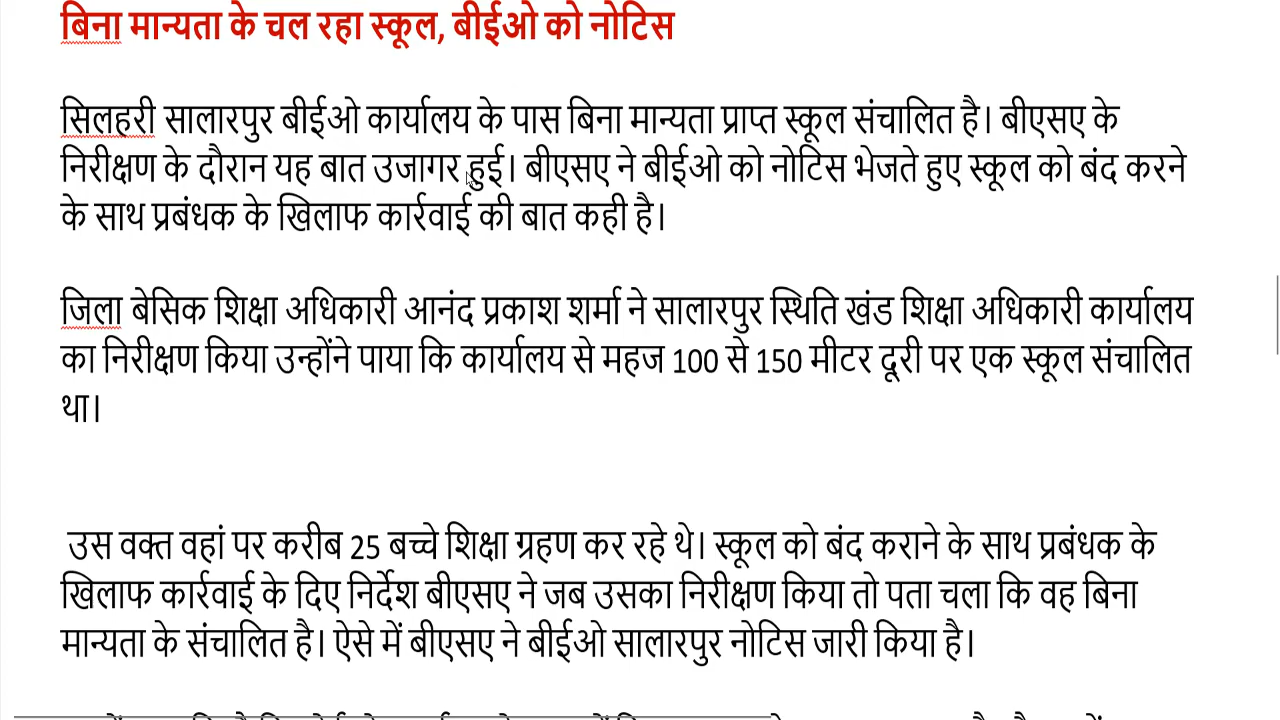 बिना मान्यता के चल रहा स्कूल, बीईओ को नोटिस
सिलहरी सालारपुर बीईओ कार्यालय के पास बिना मान्यता प्राप्त स्कूल संचालित है। बीएसए के
निरीक्षण के दौरान यह बात उजागर हुई। बीएसए ने बीईओ को नोटिस भेजते हुए स्कूल को बंद करने
के साथ प्रबंधक के खिलाफ कार्रवाई की बात कही है।
जिला बेसिक शिक्षा अधिकारी आनंद प्रकाश शर्मा ने सालारपुर स्थिति खंड शिक्षा अधिकारी कार्यालय
का निरीक्षण किया उन्होंने पाया कि कार्यालय से महज 100 से 150 मीटर दूरी पर एक स्कूल संचालित
था।
उस वक्त वहां पर करीब 25 बच्चे शिक्षा ग्रहण कर रहे थे। स्कूल को बंद कराने के साथ प्रबंधक के
खिलाफ कार्रवाई के दिए निर्देश बीएसए ने जब उसका निरीक्षण किया तो पता चला कि वह बिना
मान्यता के संचालित है। ऐसे में बीएसए ने बीईओ सालारपुर नोटिस जारी किया है।